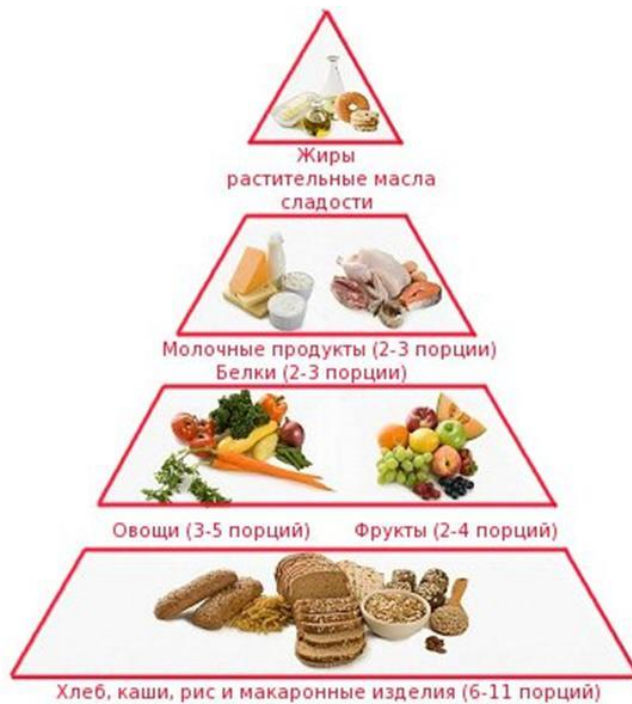 Жиры
растительные масла
сладости
Молочные продукты (2-3 порции)
Белки (2-3 порции)
Овощи (3-5 порций)
Фрукты (2-4 порций)
Хлеб, каши, рис и макаронные изделия (6-11 порций)